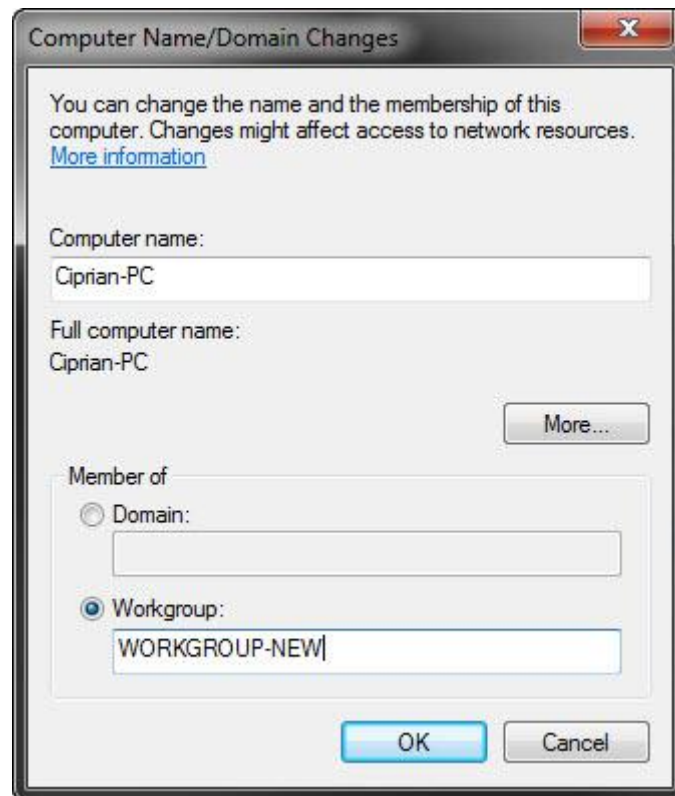 Computer Name/Domain Changes
You can change the name and the membership of this
computer. Changes might affect access to network resources.
More information
Computer name:
Ciprian-PC
Full computer name:
Ciprian-PC
More...
Member of
Domain:
Workgroup:
WORKGROUP-NEW
OK Cancel